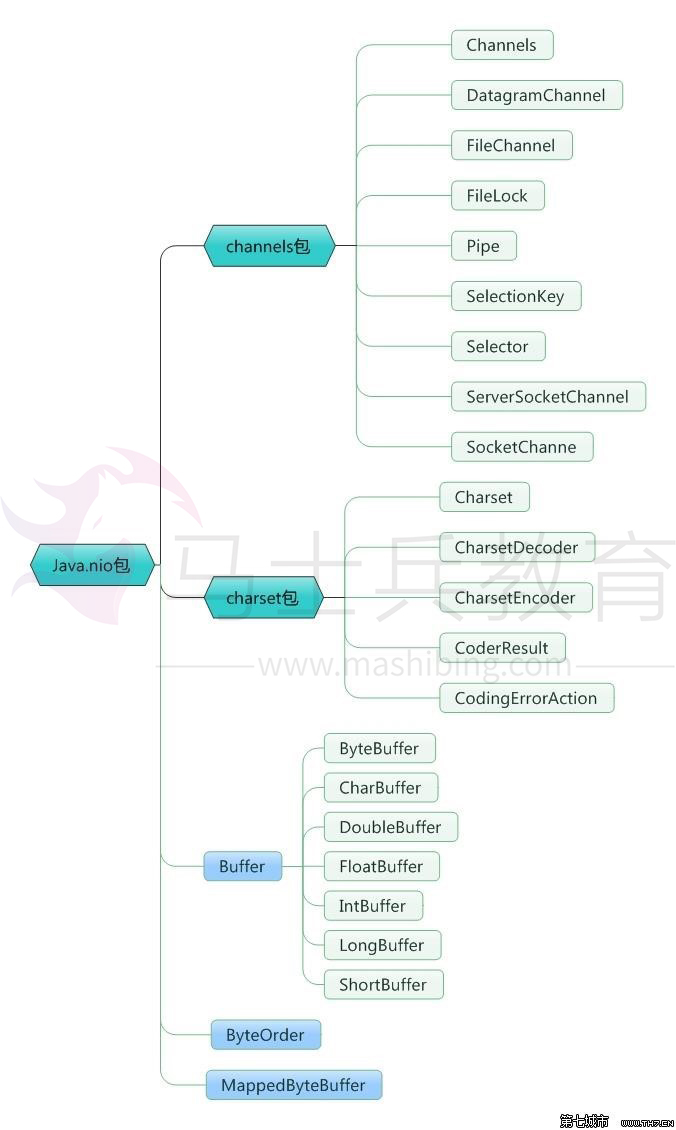 Channels
DatagramChannel
FileChannel
FileLock
channels包
Pipe
SelectionKey
Selector
ServerSocketChannel
SocketChanne
Charset
CharsetDecoder
Java.nio包
马士兵教育
charset包
CharsetEncoder
CoderResult
www.mashibing.com
CodingErrorAction
ByteBuffer
CharBuffer
DoubleBuffer
Buffer
FloatBuffer
IntBuffer
LongBuffer
ShortBuffer
ByteOrder
MappedByteBuffer
第七城市 WWW.TH7.CN